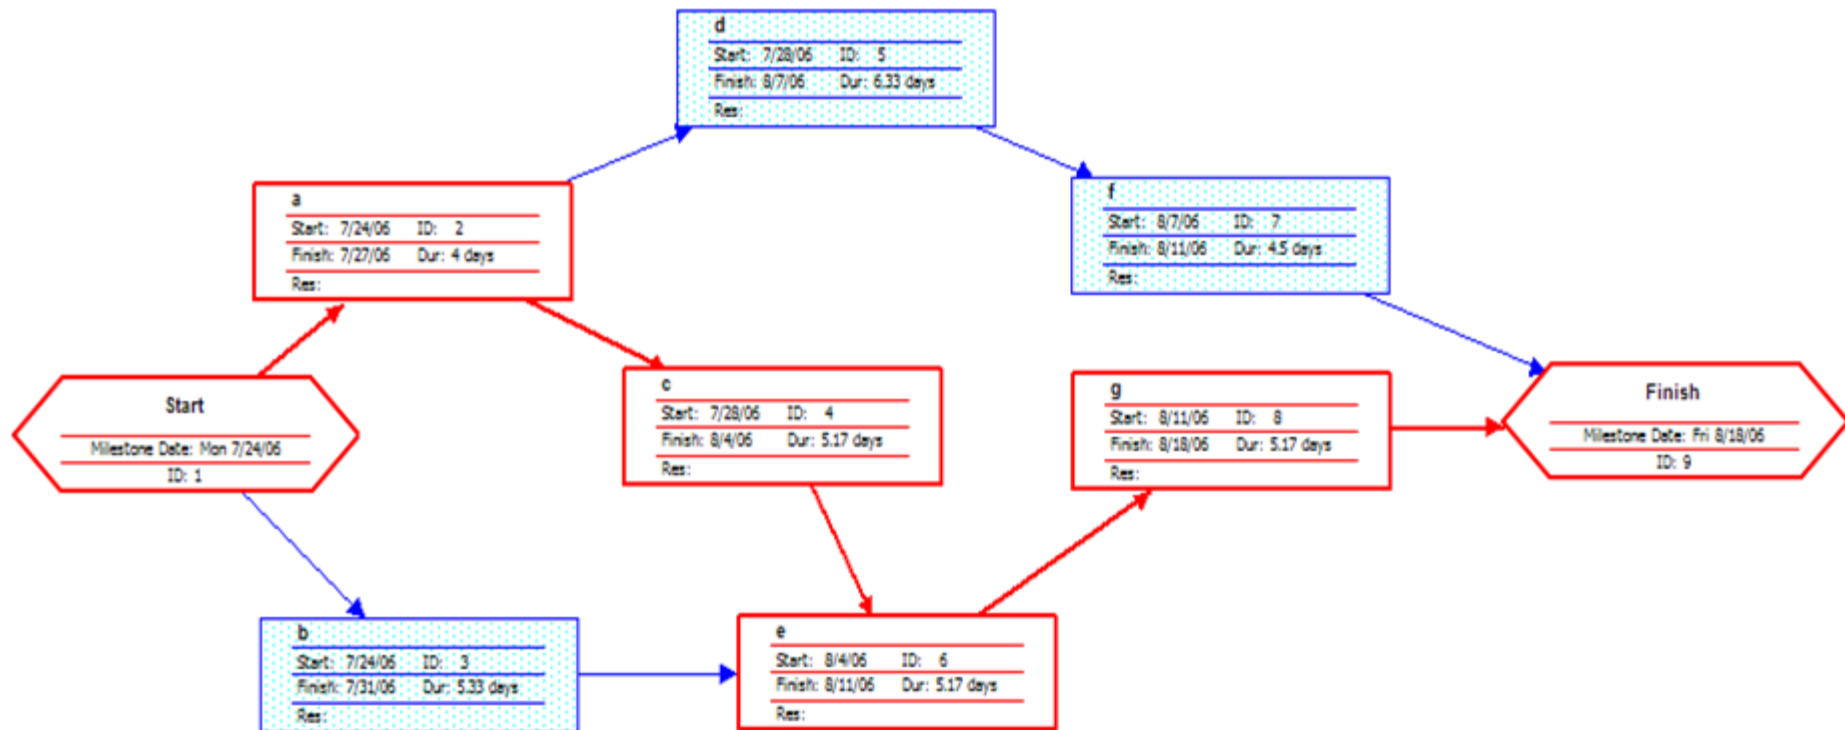 d
Start: 7/28/06 ID: 5
Finish: 8/7/06 Dur: 6.33 days
Res:
a
Start: 7/24/06 ID: 2
Finish: 7/27/06 Dur: 4 days
Res:
f
Start: 8/7/06 ID: 7
Finish: 8/11/06 Dur: 4.5 days
Res:
Start
Milestone Date: Mon 7/24/06
ID: 1
c
Start: 7/28/06 ID: 4
Finish: 8/4/06 Dur: 5.17 days
Res:
g
Start: 8/11/06 ID: 8
Finish: 8/18/06 Dur: 5.17 days
Res:
Finish
Milestone Date: Fri 8/18/06
ID: 9
b
Start: 7/24/06 ID: 3
Finish: 7/31/06 Dur: 5.33 days
Res:
e
Start: 8/4/06 ID: 6
Finish: 8/11/06 Dur: 5.17 days
Res: